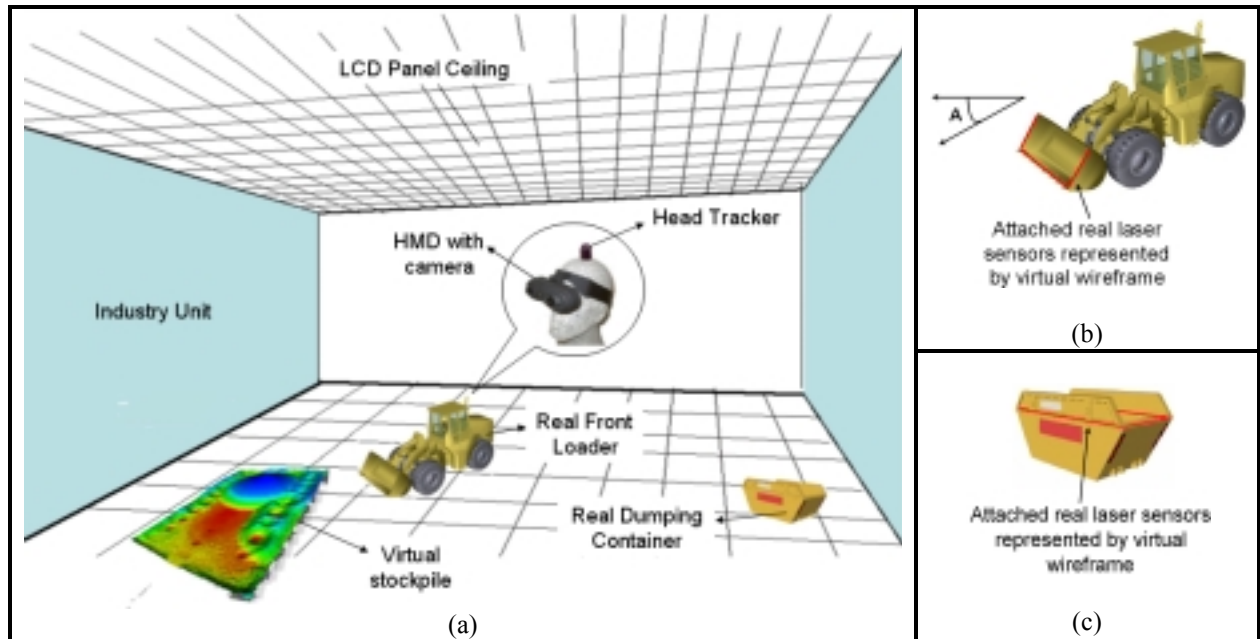 LCD Panel Ceiling
Head Tracker
HMD with
camera
Industry Unit
Real Front
Loader
Real Dumping
Container
Virtual
stockpile
(a)
A
Attached real laser
sensors represented
by virtual wireframe
(b)
Attached real laser sensors
represented by virtual
wireframe
(c)